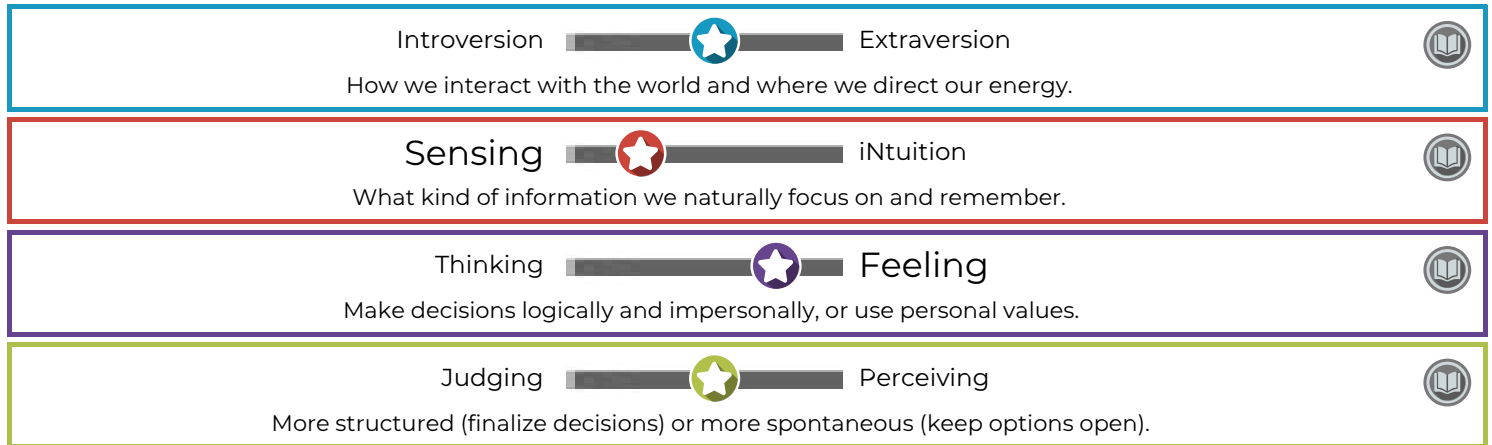 Introversion Extraversion
How we interact with the world and where we direct our energy.
Sensing iNtuition
What kind of information we naturally focus on and remember.
Thinking Feeling
Make decisions logically and impersonally, or use personal values.
Judging Perceiving
More structured (finalize decisions) or more spontaneous (keep options open).